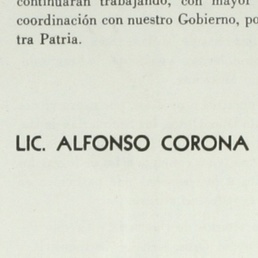 continuarán trabajando, con mayor
coordinación con nuestro Gobierno, po
tra Patria.
LIC. ALFONSO CORONA